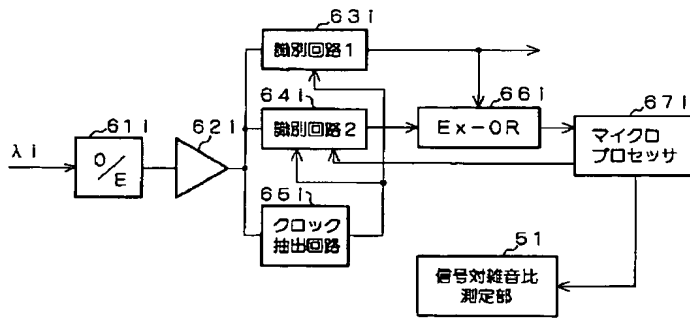 631
識別回路1
661
641
671
611
621
識別回路2
Ex-OR
マイクロ
プロセッサ
λi
O/E
651
クロック
抽出回路
51
信号対雑音比
測定部